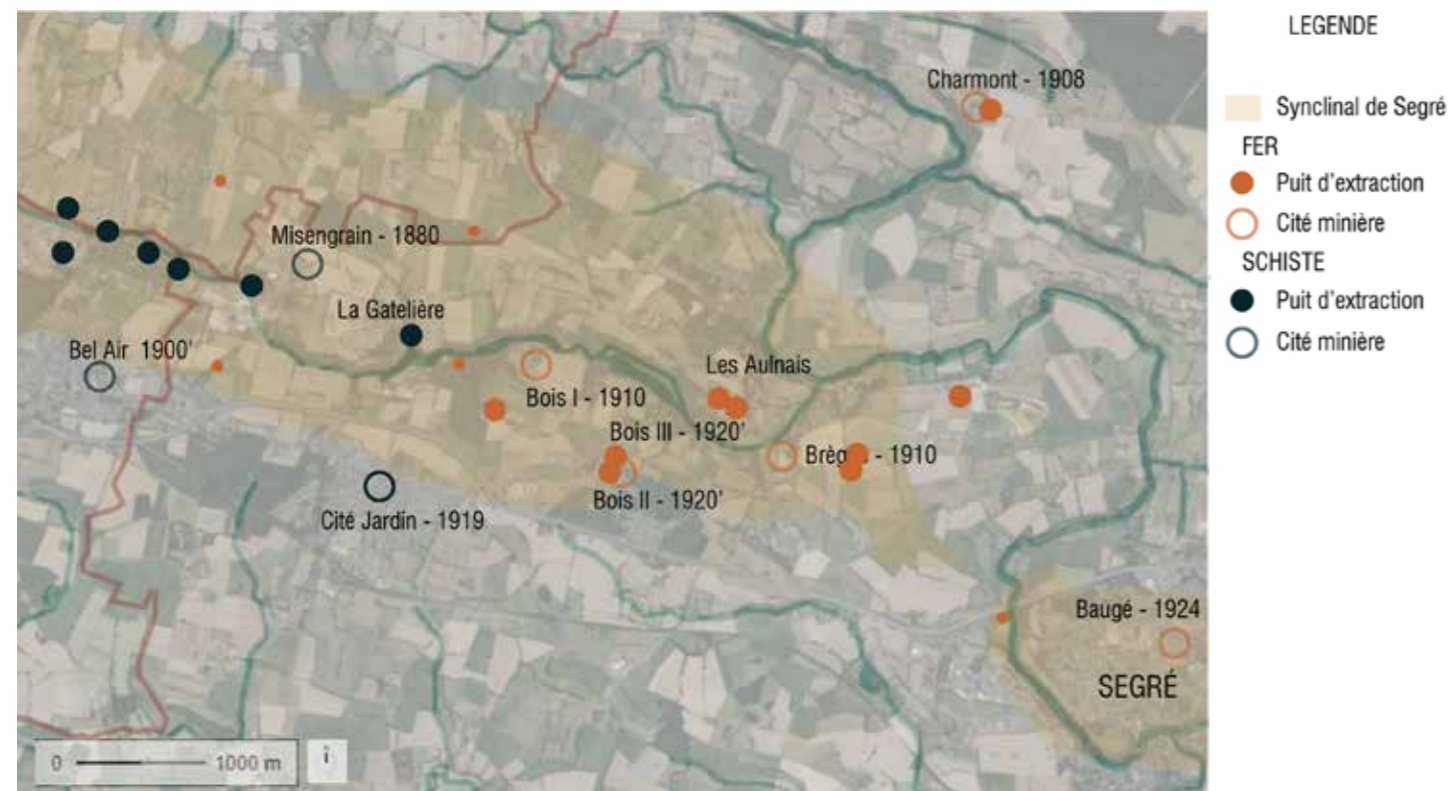 LEGENDE
Synclinal de Segré
FER
Puit d'extraction
Cité minière
SCHISTE
Puit d'extraction
Cité minière
Charmont - 1908
Misengrain - 1880
La Gatelière
Bel Air 1900'
Les Aulnais
Bois I - 1910
Bois III - 1920'
- 1910
Bois II - 1920'
Cité Jardin - 1919
Baugé - 1924
SEGRÉ
0
1000 m
i